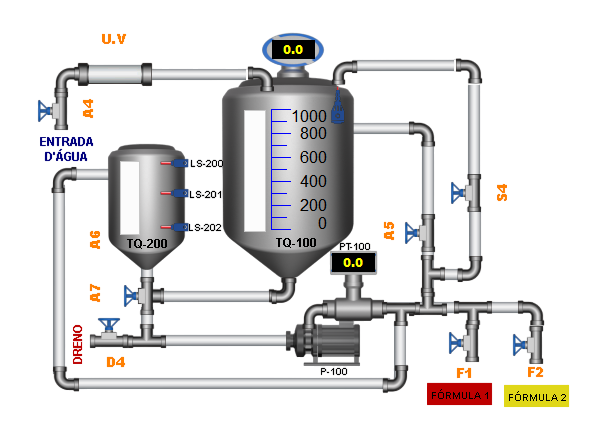 U.V
0.0
A4
ENTRADA
D'ÁGUA
1000
800
600
400
200
0
LS-200
LS-201
LS-202
S4
A5
A6
TQ-200
TQ-100
PT-100
0.0
A7
DRENO
D4
P-100
F1
F2
FÓRMULA 1
FÓRMULA 2